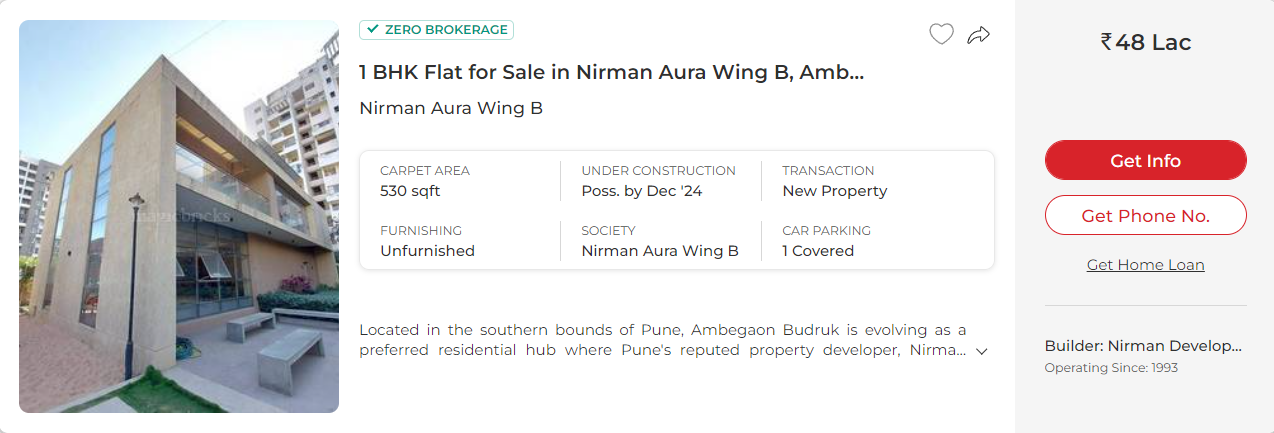 ZERO BROKERAGE
1 BHK Flat for Sale in Nirman Aura Wing B, Amb...
Nirman Aura Wing B
CARPET AREA
530 sqft
UNDER CONSTRUCTION
Poss. by Dec '24
TRANSACTION
New Property
FURNISHING
Unfurnished
SOCIETY
Nirman Aura Wing B
CAR PARKING
1 Covered
Located in the southern bounds of Pune, Ambegaon Budruk is evolving as a
preferred residential hub where Pune's reputed property developer, Nirma...
₹48 Lac
Get Info
Get Phone No.
Get Home Loan
Builder: Nirman Develop...
Operating Since: 1993
magicbricks